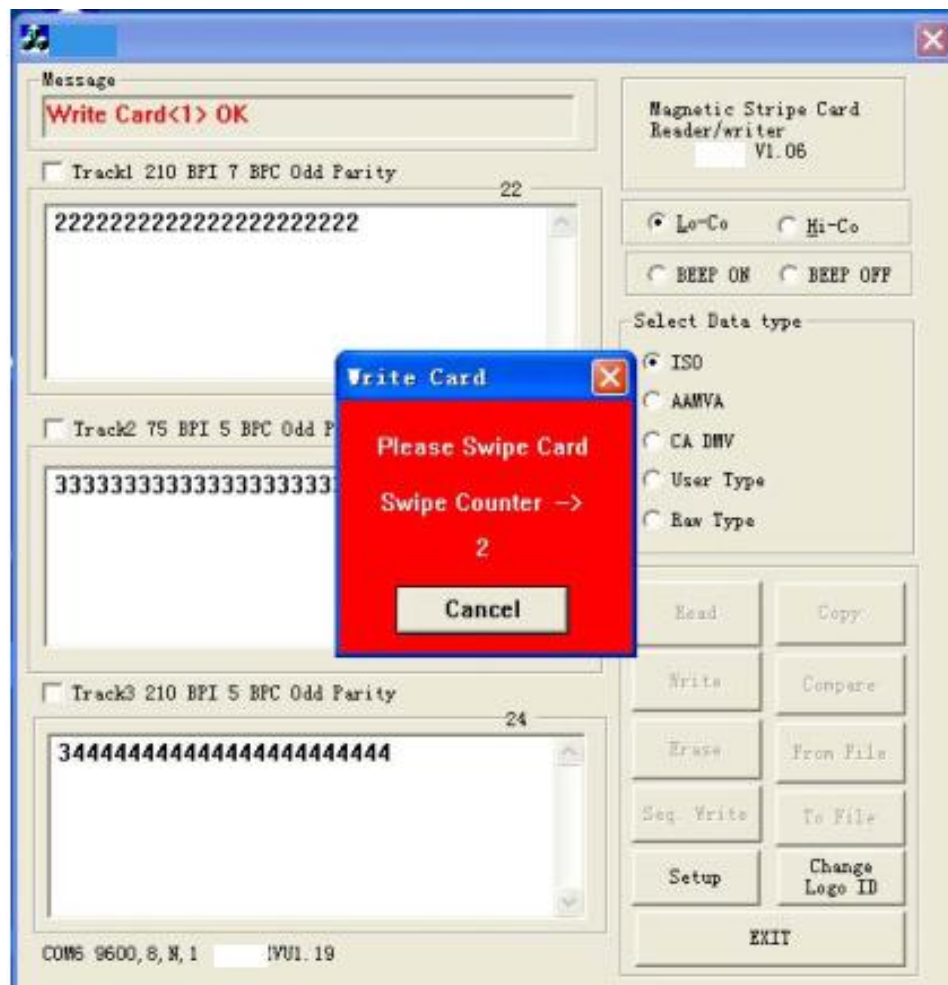 Message
Write Card<1> OK
Track1 210 BPI 7 BPC Odd Parity
22
2222222222222222222222
Track2 75 BPI 5 BPC Odd P
33333333333333333333333
Track3 210 BPI 5 BPC Odd Parity
24
344444444444444444444444
COM6 9600,8,N,1
VU1.19
Write Card
Please Swipe Card
Swipe Counter ->
2
Cancel
Magnetic Stripe Card
Reader/writer
V1.06
Lo-Co
Hi-Co
BEEP ON
BEEP OFF
Select Data type
ISO
AAMVA
CA DMV
User Type
Raw Type
Read
Copy
Write
Compare
Erase
From File
Seq. Write
To File
Setup
Change
Logo ID
EXIT